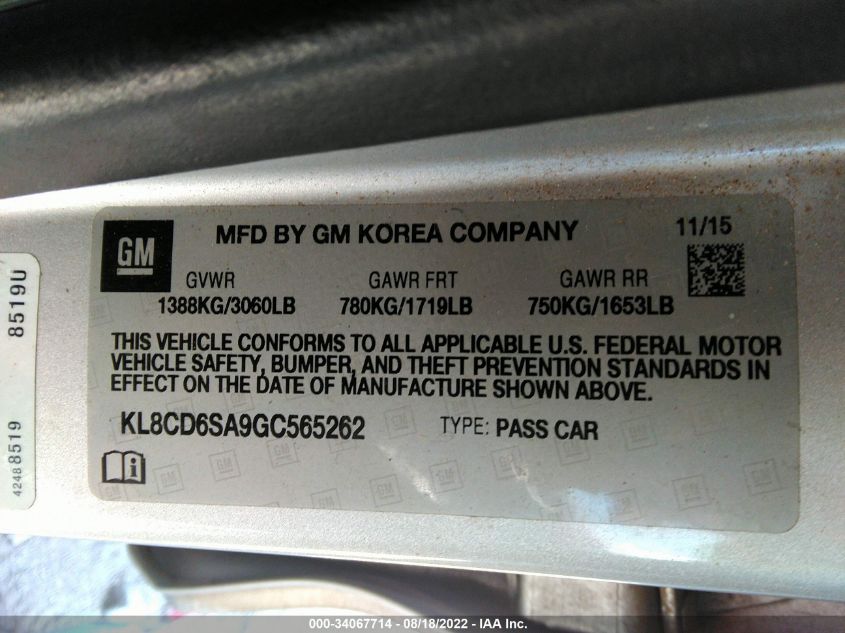 GM
MFD BY GM KOREA COMPANY
11/15
GVWR
GAWR FRT
GAWR RR
1388KG/3060LB
780KG/1719LB
750KG/1653LB
THIS VEHICLE CONFORMS TO ALL APPLICABLE U.S. FEDERAL MOTOR
VEHICLE SAFETY, BUMPER, AND THEFT PREVENTION STANDARDS IN
EFFECT ON THE DATE OF MANUFACTURE SHOWN ABOVE.
KL8CD6SA9GC565262
TYPE: PASS CAR
42488519
8519U
000-34067714 - 08/18/2022 - IAA Inc.